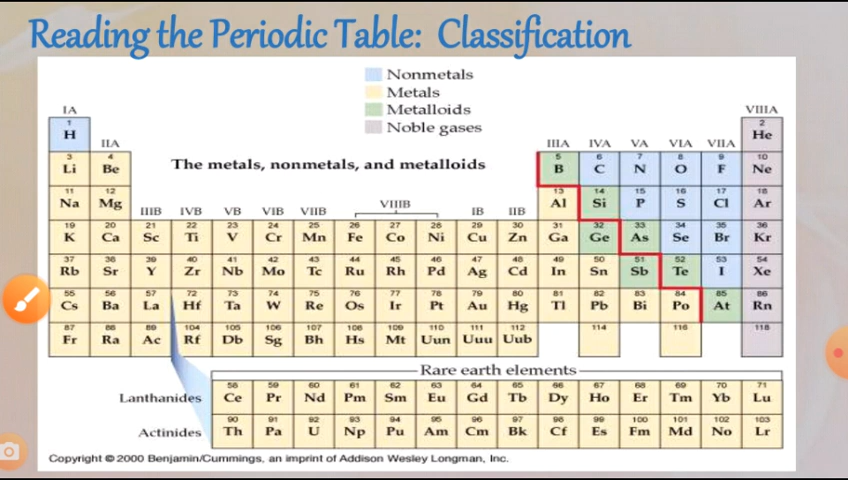 Reading the Periodic Table: Classification
Nonmetals
Metals
Metalloids
Noble gases
IA VIIIA
1 2
H He
IIA IIIA IVA VA VIA VIIA
The metals, nonmetals, and metalloids
3 4 5 6 7 8 9 10
Li Be B C N O F Ne
11 12 13 14 15 16 17 18
Na Mg Al Si P S Cl Ar
IIIB IVB VB VIB VIIB VIIIB IB IIB
19 20 21 22 23 24 25 26 27 28 29 30 31 32 33 34 35 36
K Ca Sc Ti V Cr Mn Fe Co Ni Cu Zn Ga Ge As Se Br Kr
37 38 39 40 41 42 43 44 45 46 47 48 49 50 51 52 53 54
Rb Sr Y Zr Nb Mo Tc Ru Rh Pd Ag Cd In Sn Sb Te I Xe
55 56 57 72 73 74 75 76 77 78 79 80 81 82 83 84 85 86
Cs Ba La Hf Ta W Re Os Ir Pt Au Hg Tl Pb Bi Po At Rn
87 88 89 104 105 106 107 108 109 110 111 112 114 116 118
Fr Ra Ac Rf Db Sg Bh Hs Mt Uun Uuu Uub
Rare earth elements
58 59 60 61 62 63 64 65 66 67 68 69 70 71
Lanthanides Ce Pr Nd Pm Sm Eu Gd Tb Dy Ho Er Tm Yb Lu
90 91 92 93 94 95 96 97 98 99 100 101 102 103
Actinides Th Pa U Np Pu Am Cm Bk Cf Es Fm Md No Lr
Copyright © 2000 Benjamin/Cummings, an imprint of Addison Wesley Longman, Inc.